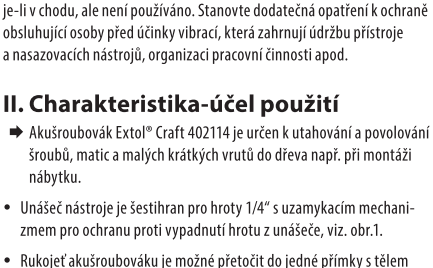 je-li v chodu, ale není používáno. Stanovte dodatečná opatření k ochraně
obsluhující osoby před účinky vibrací, která zahrnují údržbu přístroje
a nasazovacích nástrojů, organizaci pracovní činnosti apod.
II. Charakteristika-účel použití
➡ Akušroubovák Extol® Craft 402114 je určen k utahování a povolování
šroubů, matic a malých krátkých vrutů do dřeva např. při montáži
nábytku.
• Unášeč nástroje je šestihran pro hroty 1/4“ s uzamykacím mechani-
zmem pro ochranu proti vypadnutí hrotu z unášeče, viz. obr.1.
• Rukojeť akušroubováku je možné přetočit do jedné přímky s tělem